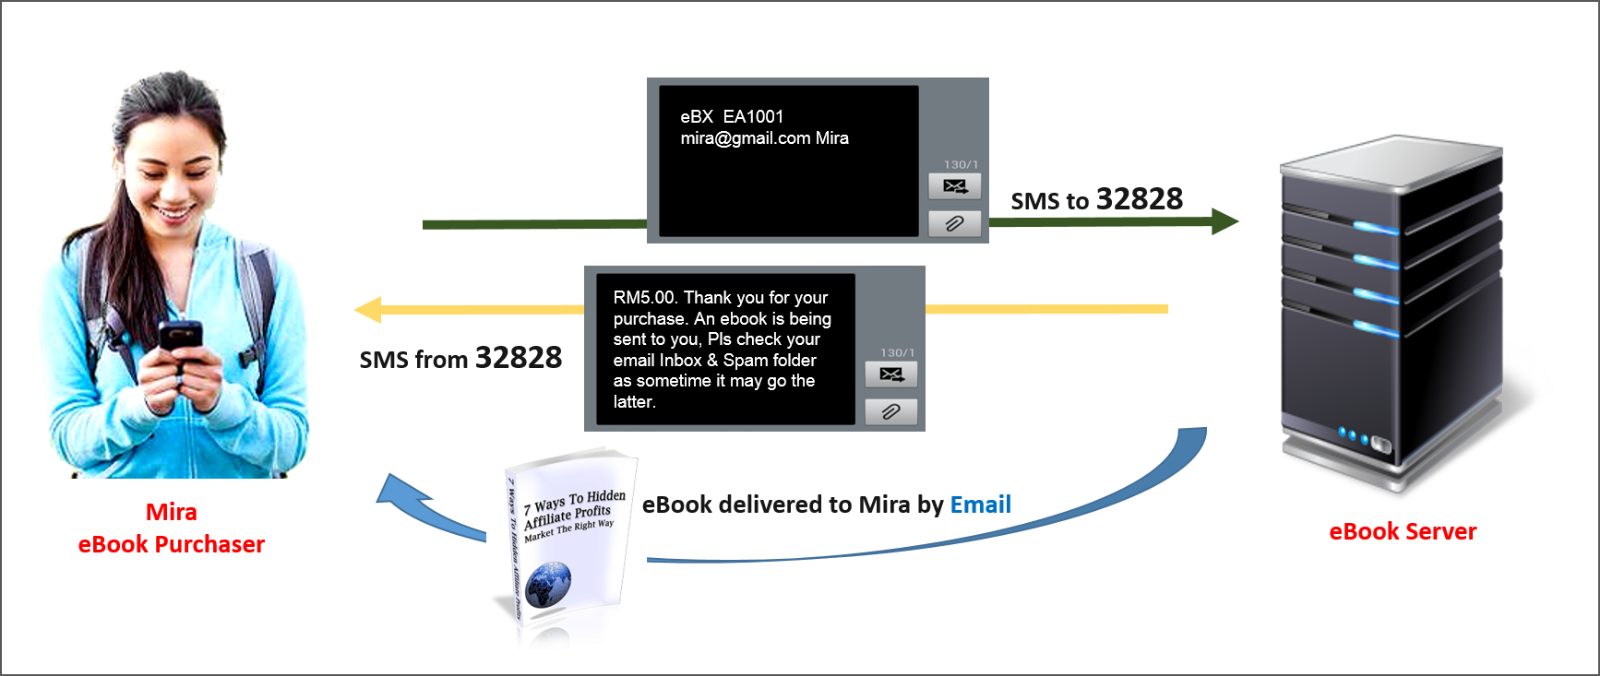 eBX  EA1001
mira@gmail.com Mira
130/1
SMS to 32828
RM5.00. Thank you for your
purchase. An ebook is being
sent to you, Pls check your
email Inbox & Spam folder
as sometime it may go the
latter.
130/1
SMS from 32828
7 Ways To Hidden
Affiliate Profits
Market The Right Way
7 Ways To Hidden Affiliate Profits
eBook delivered to Mira by Email
Mira
eBook Purchaser
eBook Server